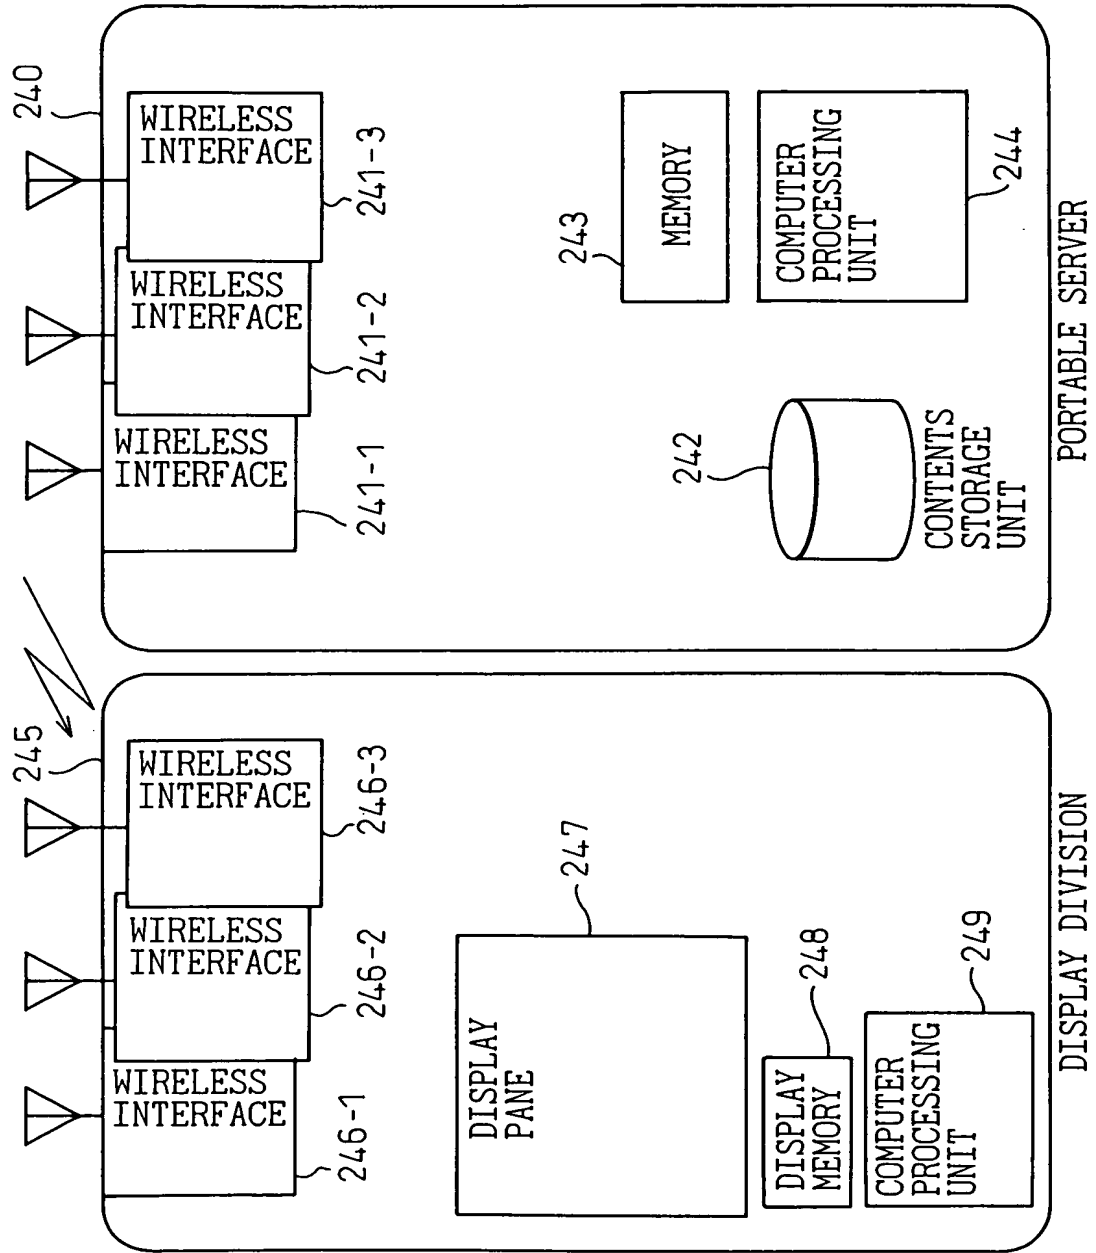 245
WIRELESS
INTERFACE
246-1
WIRELESS
INTERFACE
246-2
WIRELESS
INTERFACE
246-3
DISPLAY
PANE
247
DISPLAY
MEMORY
248
COMPUTER
PROCESSING
UNIT
249
DISPLAY DIVISION
240
WIRELESS
INTERFACE
241-1
WIRELESS
INTERFACE
241-2
WIRELESS
INTERFACE
241-3
242
CONTENTS
STORAGE
UNIT
243
MEMORY
COMPUTER
PROCESSING
UNIT
244
PORTABLE SERVER